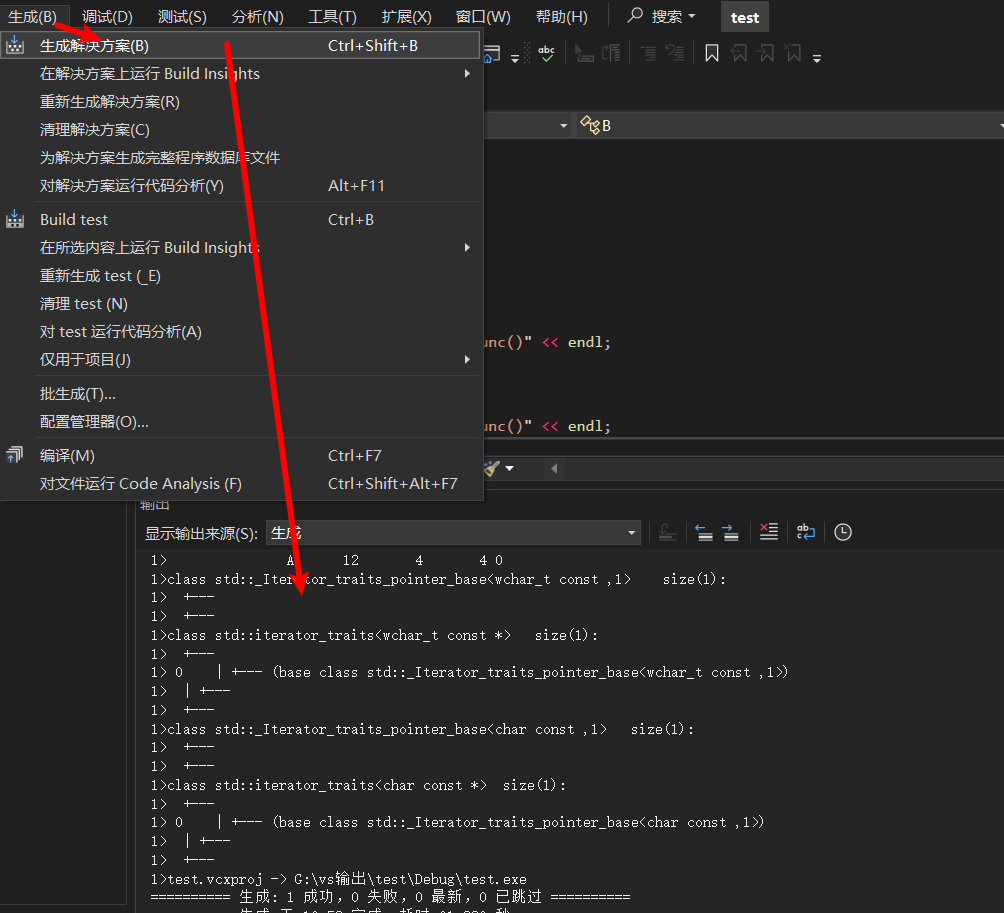 生成(B) 调试(D) 测试(S) 分析(N) 工具(T) 扩展(X) 窗口(W) 帮助(H) 搜索 test
生成解决方案(B) Ctrl+Shift+B
abc
在解决方案上运行 Build Insights
重新生成解决方案(R)
清理解决方案(C)
B
为解决方案生成完整程序数据库文件
对解决方案运行代码分析(Y) Alt+F11
Build test Ctrl+B
在所选内容上运行 Build Insights
重新生成 test (_E)
清理 test (N)
对 test 运行代码分析(A)
unc()" << endl;
仅用于项目(J)
批生成(T)...
配置管理器(O)...
unc()" << endl;
编译(M) Ctrl+F7
对文件运行 Code Analysis (F) Ctrl+Shift+Alt+F7
输出
显示输出来源(S): 生成
1> A 12 4 4 0
1>class std::_Iterator_traits_pointer_base<wchar_t const ,1> size(1):
1> +---
1> +---
1>class std::iterator_traits<wchar_t const *> size(1):
1> +---
1> 0 | +--- (base class std::_Iterator_traits_pointer_base<wchar_t const ,1>)
1> | +---
1> +---
1>class std::_Iterator_traits_pointer_base<char const ,1> size(1):
1> +---
1> +---
1>class std::iterator_traits<char const *> size(1):
1> +---
1> 0 | +--- (base class std::_Iterator_traits_pointer_base<char const ,1>)
1> | +---
1> +---
1>test.vcxproj -> G:\vs输出\test\Debug\test.exe
========== 生成: 1 成功，0 失败，0 最新，0 已跳过 ==========